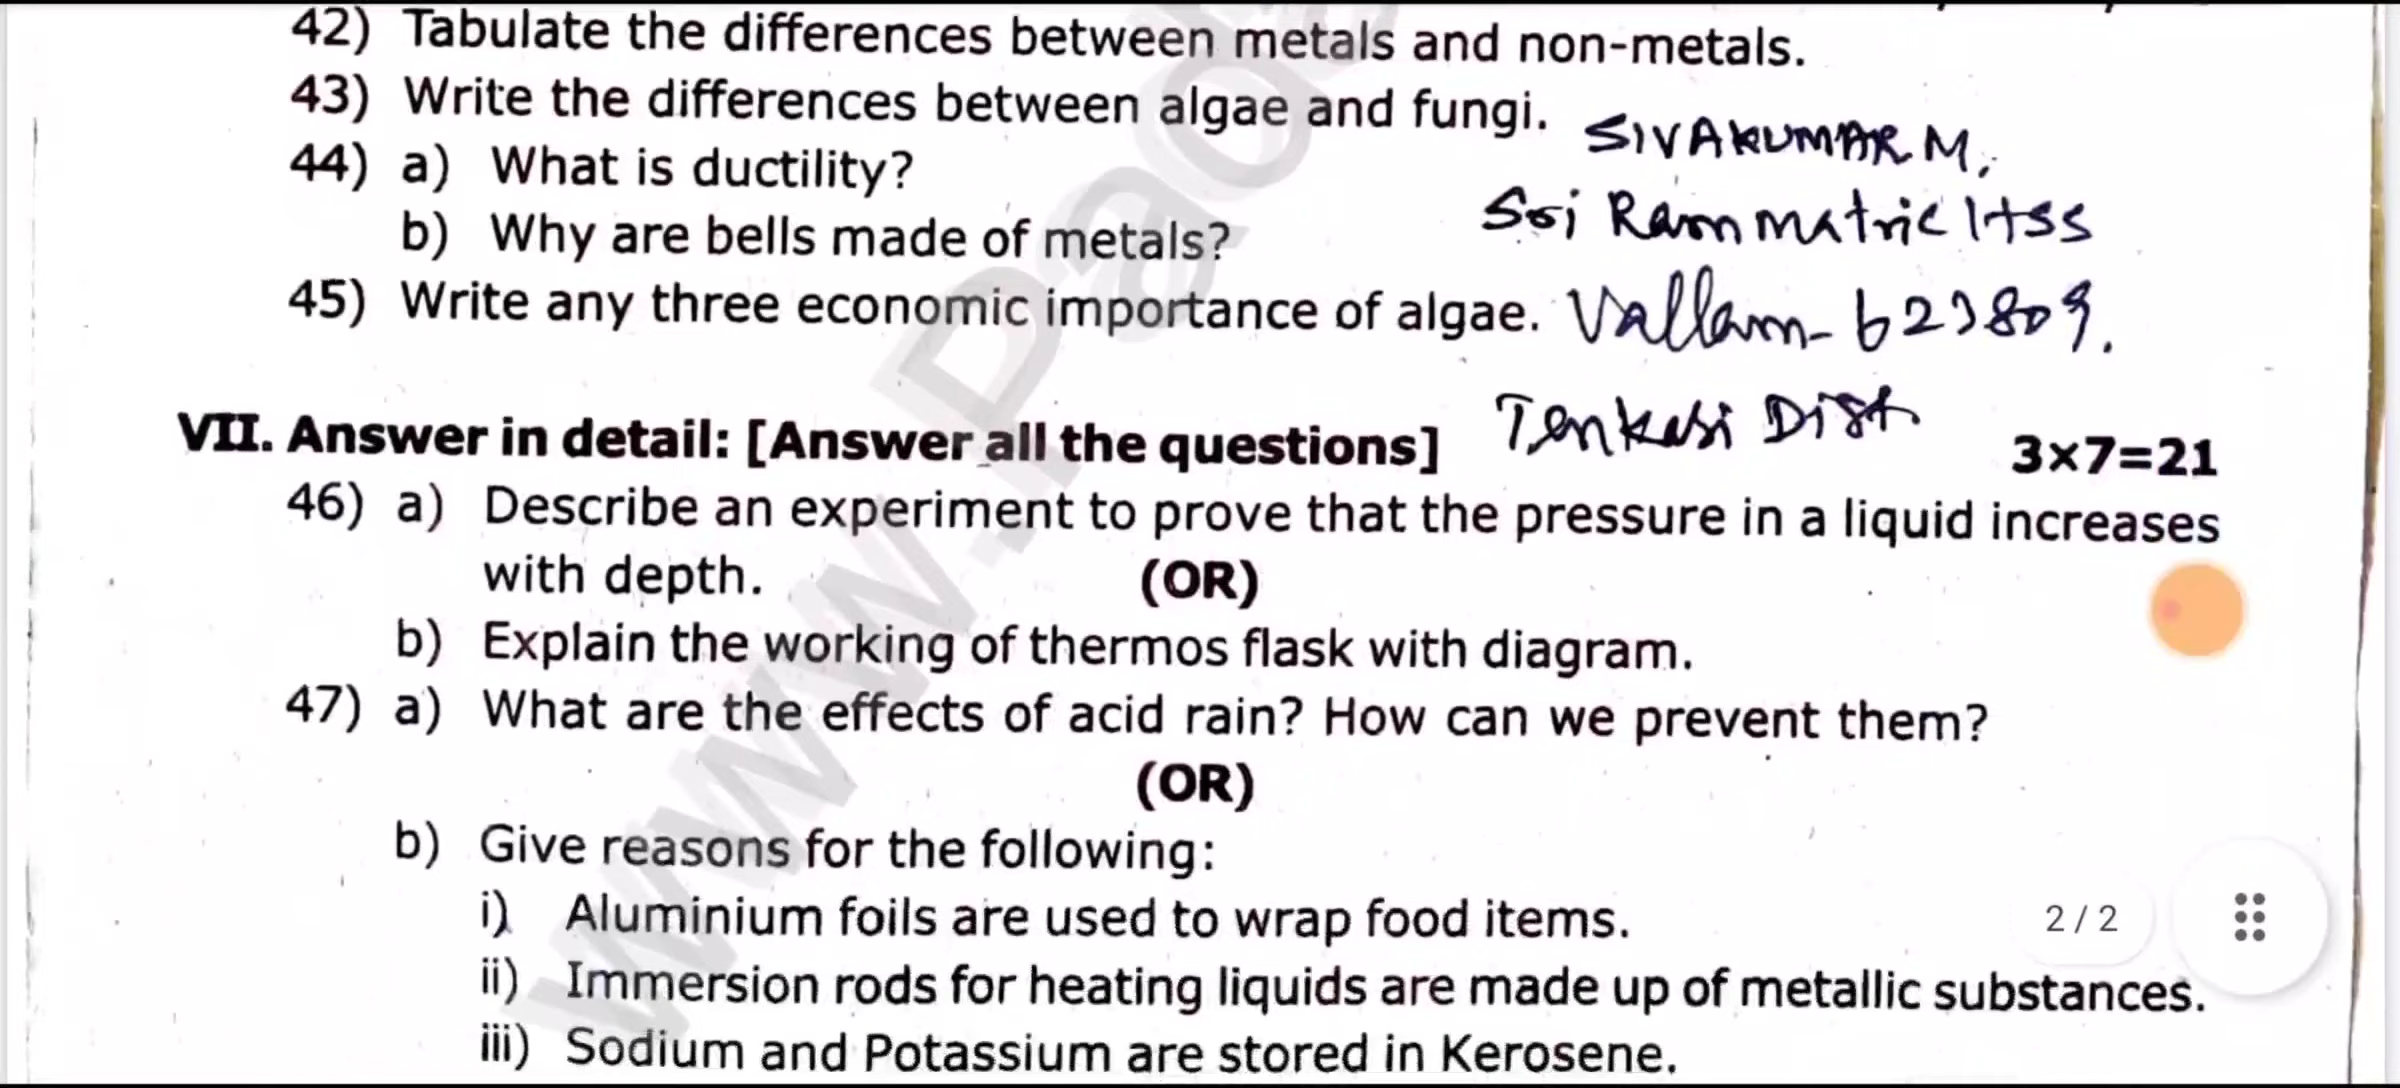 42) Tabulate the differences between metals and non-metals.
43) Write the differences between algae and fungi.
SIVAKUMAR M,
44) a) What is ductility?
Sri Ram matric HSS
b) Why are bells made of metals?
45) Write any three economic importance of algae.
Vallam- 623809.
Tenkasi Dist
VII. Answer in detail: [Answer all the questions] 3×7=21
46) a) Describe an experiment to prove that the pressure in a liquid increases
with depth. (OR)
b) Explain the working of thermos flask with diagram.
47) a) What are the effects of acid rain? How can we prevent them?
(OR)
b) Give reasons for the following:
i) Aluminium foils are used to wrap food items.
2 / 2
ii) Immersion rods for heating liquids are made up of metallic substances.
iii) Sodium and Potassium are stored in Kerosene.